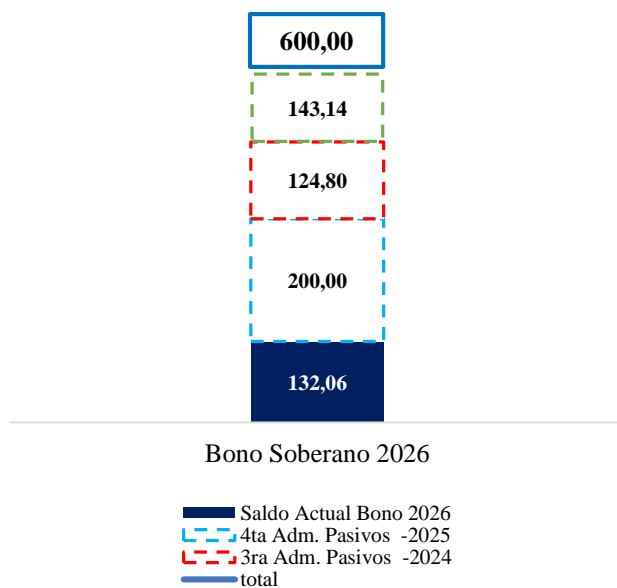 600,00
143,14
124,80
200,00
132,06
Bono Soberano 2026
Saldo Actual Bono 2026
4ta Adm. Pasivos -2025
3ra Adm. Pasivos -2024
total